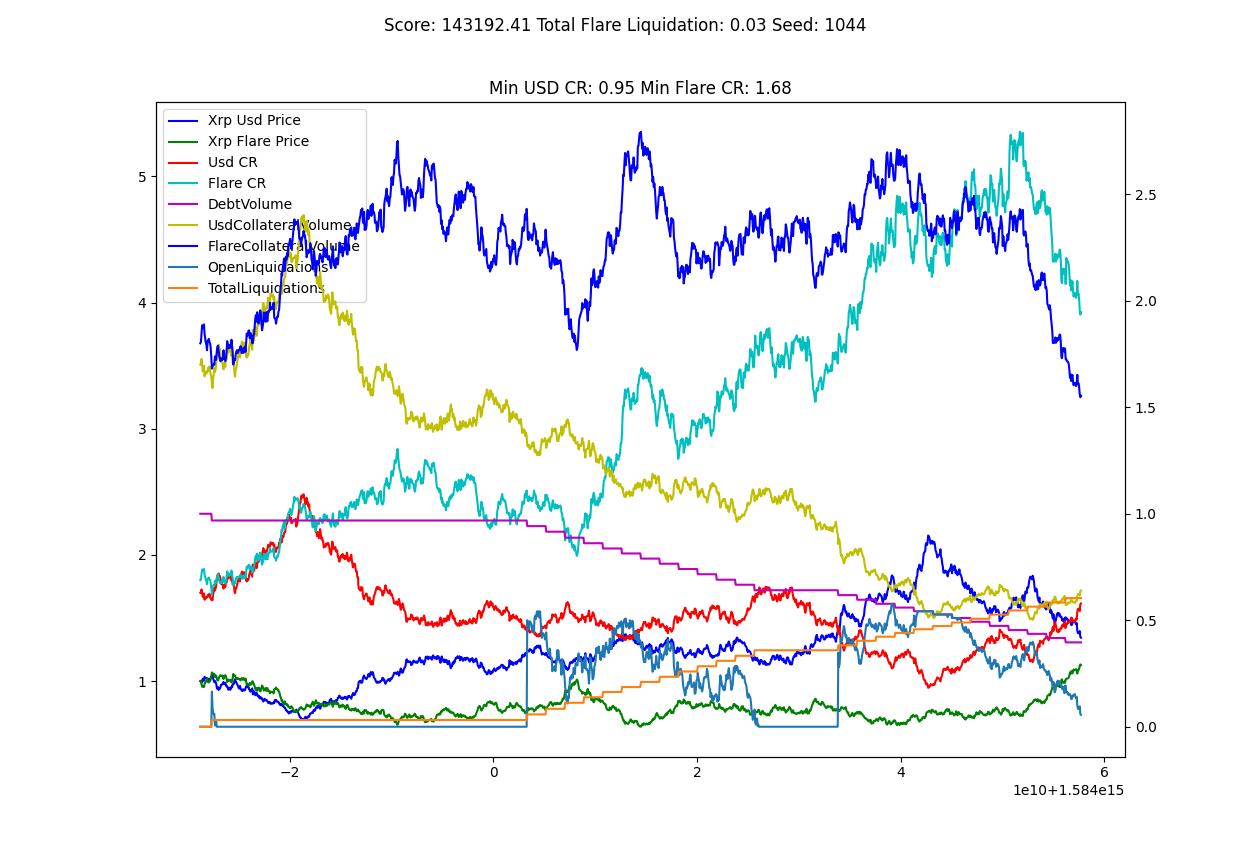 Score: 143192.41 Total Flare Liquidation: 0.03 Seed: 1044
Min USD CR: 0.95 Min Flare CR: 1.68
Xrp Usd Price
Xrp Flare Price
Usd CR
Flare CR
DebtVolume
UsdCollateralVolume
FlareCollateralVolume
OpenLiquidations
TotalLiquidations
5
4
3
2
1
2.5
2.0
1.5
1.0
0.5
0.0
−2 0 2 4 6
1e10+1.584e15